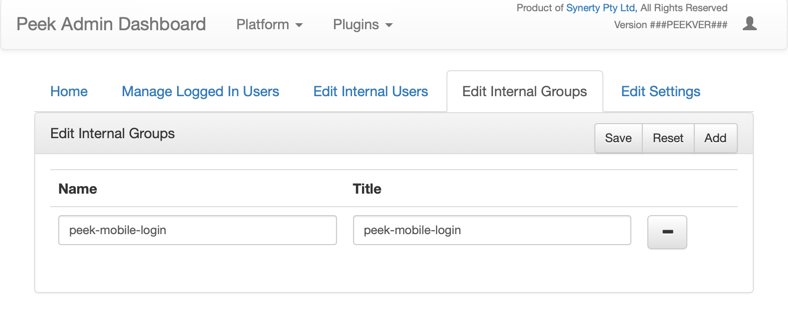 Product of Synerty Pty Ltd, All Rights Reserved
Peek Admin Dashboard Platform Plugins
Version ###PEEKVER###
Home Manage Logged In Users Edit Internal Users Edit Internal Groups Edit Settings
Edit Internal Groups Save Reset Add
Name Title
peek-mobile-login peek-mobile-login